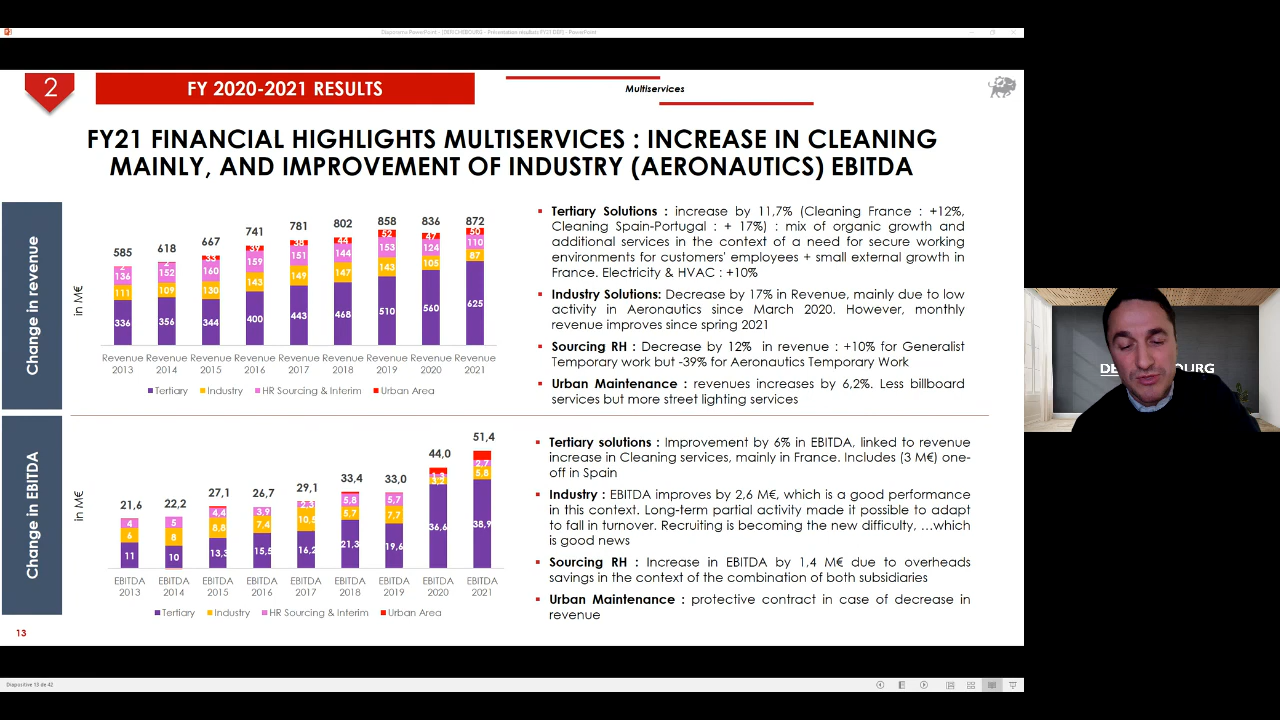 Diaporama PowerPoint - [DERICHEBOURG - Présentation résultats FY21 SFP] - PowerPoint
2
FY 2020-2021 RESULTS
Multiservices
FY21 FINANCIAL HIGHLIGHTS MULTISERVICES : INCREASE IN CLEANING
MAINLY, AND IMPROVEMENT OF INDUSTRY (AERONAUTICS) EBITDA
Change in revenue
in M€
585 618 667 741 781 802 858 836 872
33 39 38 44 52 47 50
136 152 160 159 151 144 153 124 110
111 109 130 143 149 147 143 105 87
336 356 344 400 443 468 510 560 625
Revenue Revenue Revenue Revenue Revenue Revenue Revenue Revenue Revenue
2013 2014 2015 2016 2017 2018 2019 2020 2021
Tertiary Industry HR Sourcing & Interim Urban Area
Tertiary Solutions : increase by 11,7% (Cleaning France : +12%,
Cleaning Spain-Portugal : + 17%) : mix of organic growth and
additional services in the context of a need for secure working
environments for customers' employees + small external growth in
France. Electricity & HVAC : +10%
Industry Solutions: Decrease by 17% in Revenue, mainly due to low
activity in Aeronautics since March 2020. However, monthly
revenue improves since spring 2021
Sourcing RH : Decrease by 12% in revenue : +10% for Generalist
Temporary work but -39% for Aeronautics Temporary Work
Urban Maintenance : revenues increases by 6,2%. Less billboard
services but more street lighting services
Change in EBITDA
in M€
21,6 22,2 27,1 26,7 29,1 33,4 33,0 44,0 51,4
4 5 4,4 3,9 2,3 5,8 5,7 1,3 2,7
6 8 8,8 7,4 10,5 5,7 7,7 3,2 5,8
11 10 13,3 15,5 16,2 21,3 19,6 36,6 38,9
EBITDA EBITDA EBITDA EBITDA EBITDA EBITDA EBITDA EBITDA EBITDA
2013 2014 2015 2016 2017 2018 2019 2020 2021
Tertiary Industry HR Sourcing & Interim Urban Area
Tertiary solutions : Improvement by 6% in EBITDA, linked to revenue
increase in Cleaning services, mainly in France. Includes (3 M€) one-
off in Spain
Industry : EBITDA improves by 2,6 M€, which is a good performance
in this context. Long-term partial activity made it possible to adapt
to fall in turnover. Recruiting is becoming the new difficulty, …which
is good news
Sourcing RH : Increase in EBITDA by 1,4 M€ due to overheads
savings in the context of the combination of both subsidiaries
Urban Maintenance : protective contract in case of decrease in
revenue
13
Diapositive 13 de 42